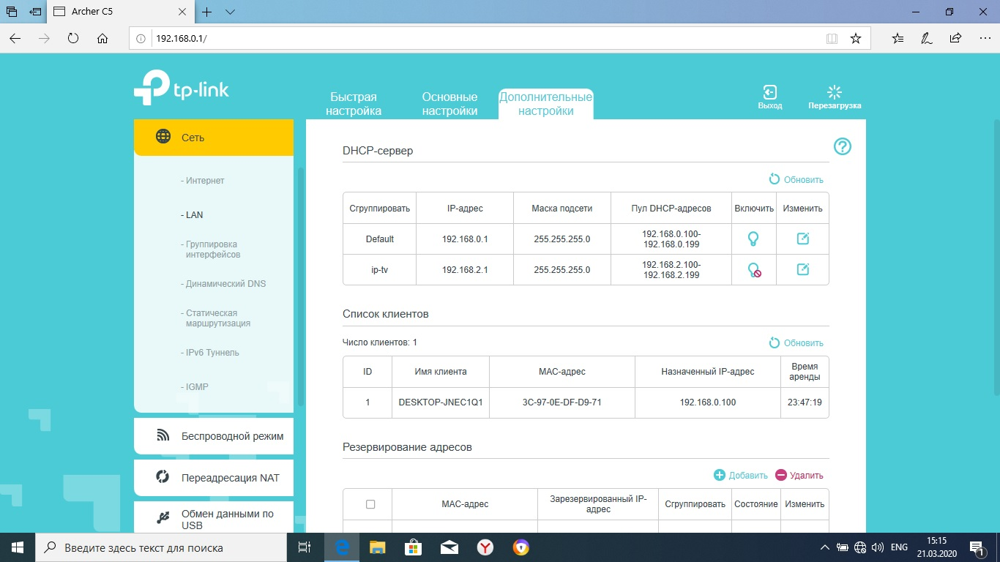 Archer C5
192.168.0.1/
tp-link
Быстрая
настройка
Основные
настройки
Дополнительные
настройки
Выход
Перезагрузка
Сеть
- Интернет
- LAN
- Группировка
интерфейсов
- Динамический DNS
- Статическая
маршрутизация
- IPv6 Туннель
- IGMP
Беспроводной режим
Переадресация NAT
Обмен данными по
USB
DHCP-сервер
Обновить
Сгруппировать IP-адрес Маска подсети Пул DHCP-адресов Включить Изменить
Default 192.168.0.1 255.255.255.0 192.168.0.100-
192.168.0.199
ip-tv 192.168.2.1 255.255.255.0 192.168.2.100-
192.168.2.199
Список клиентов
Число клиентов: 1
Обновить
ID Имя клиента MAC-адрес Назначенный IP-адрес Время
аренды
1 DESKTOP-JNEC1Q1 3C-97-0E-DF-D9-71 192.168.0.100 23:47:19
Резервирование адресов
Добавить Удалить
MAC-адрес Зарезервированный IP-
адрес Сгруппировать Состояние Изменить
Введите здесь текст для поиска
ENG
15:15
21.03.2020
1